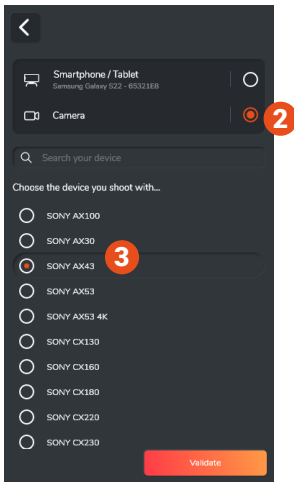 Smartphone / Tablet
Samsung Galaxy S22 - 65321EB
Camera
2
Search your device
Choose the device you shoot with...
SONY AX100
SONY AX30
SONY AX43
3
SONY AX53
SONY AX53 4K
SONY CX130
SONY CX160
SONY CX180
SONY CX220
SONY CX230
Validate